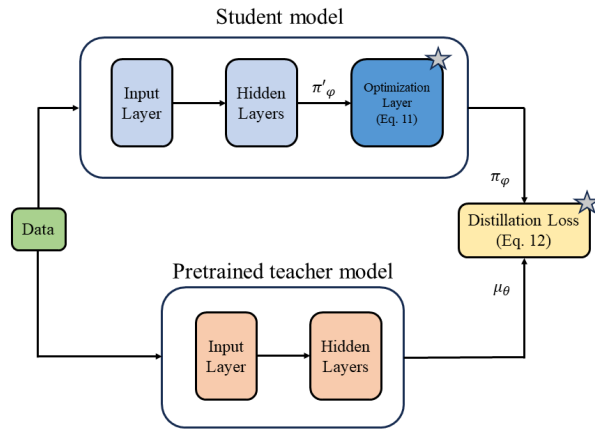 Student model
Input
Layer
Hidden
Layers
π′φ
Optimization
Layer
(Eq. 11)
πφ
Data
Distillation Loss
(Eq. 12)
Pretrained teacher model
μθ
Input
Layer
Hidden
Layers